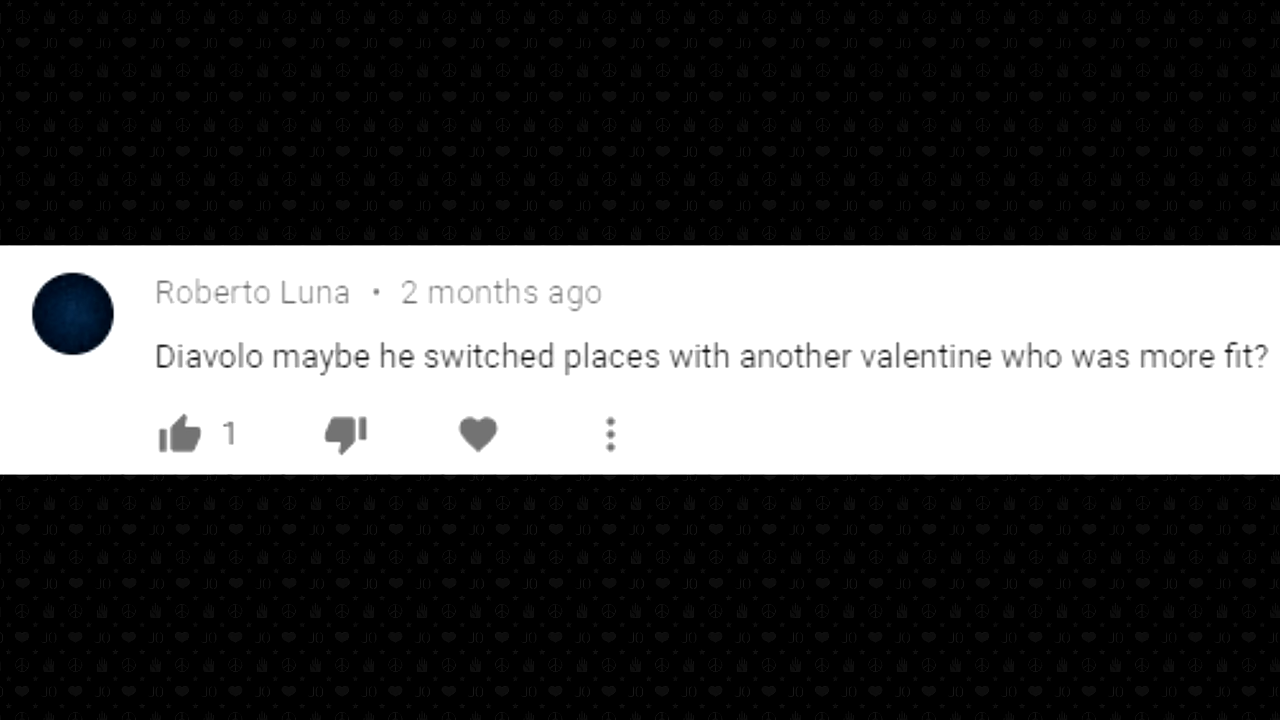 Roberto Luna • 2 months ago
Diavolo maybe he switched places with another valentine who was more fit?
1